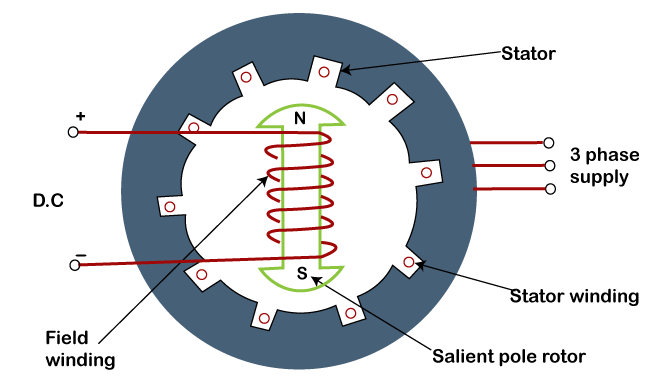 Stator
+
N
3 phase
supply
D.C
–
S
Stator winding
Field
winding
Salient pole rotor